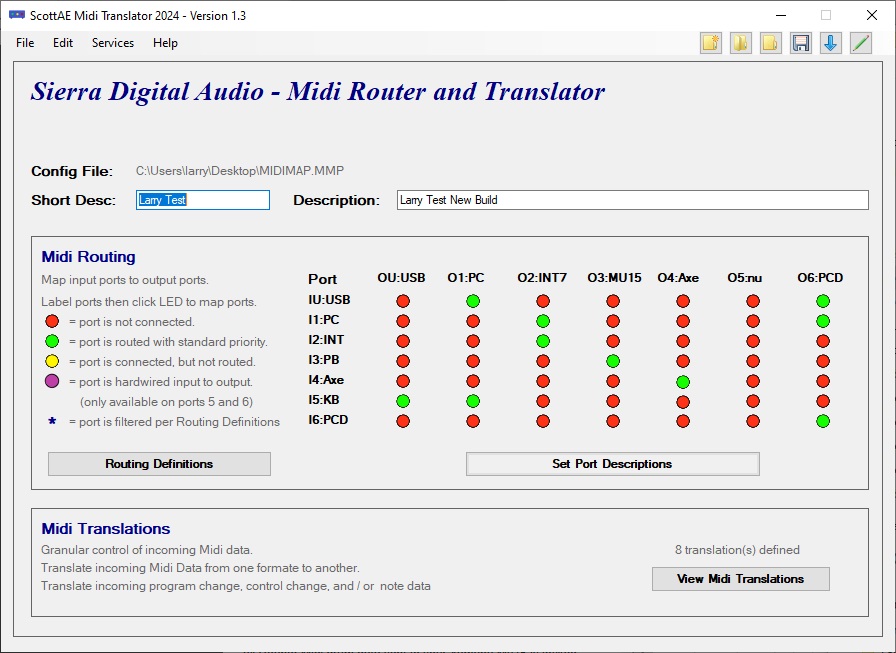 ScottAE Midi Translator 2024 - Version 1.3
File Edit Services Help
Sierra Digital Audio - Midi Router and Translator
Config File: C:\Users\larry\Desktop\MIDIMAP.MMP
Short Desc: Larry Test Description: Larry Test New Build
Midi Routing
Map input ports to output ports.
Label ports then click LED to map ports.
= port is not connected.
= port is routed with standard priority.
= port is connected, but not routed.
= port is hardwired input to output.
(only available on ports 5 and 6)
* = port is filtered per Routing Definitions
Port OU:USB O1:PC O2:INT7 O3:MU15 O4:Axe O5:nu O6:PCD
IU:USB
I1:PC
I2:INT
I3:PB
I4:Axe
I5:KB
I6:PCD
Routing Definitions Set Port Descriptions
Midi Translations
Granular control of incoming Midi data.
Translate incoming Midi Data from one formate to another.
Translate incoming program change, control change, and / or note data
8 translation(s) defined
View Midi Translations